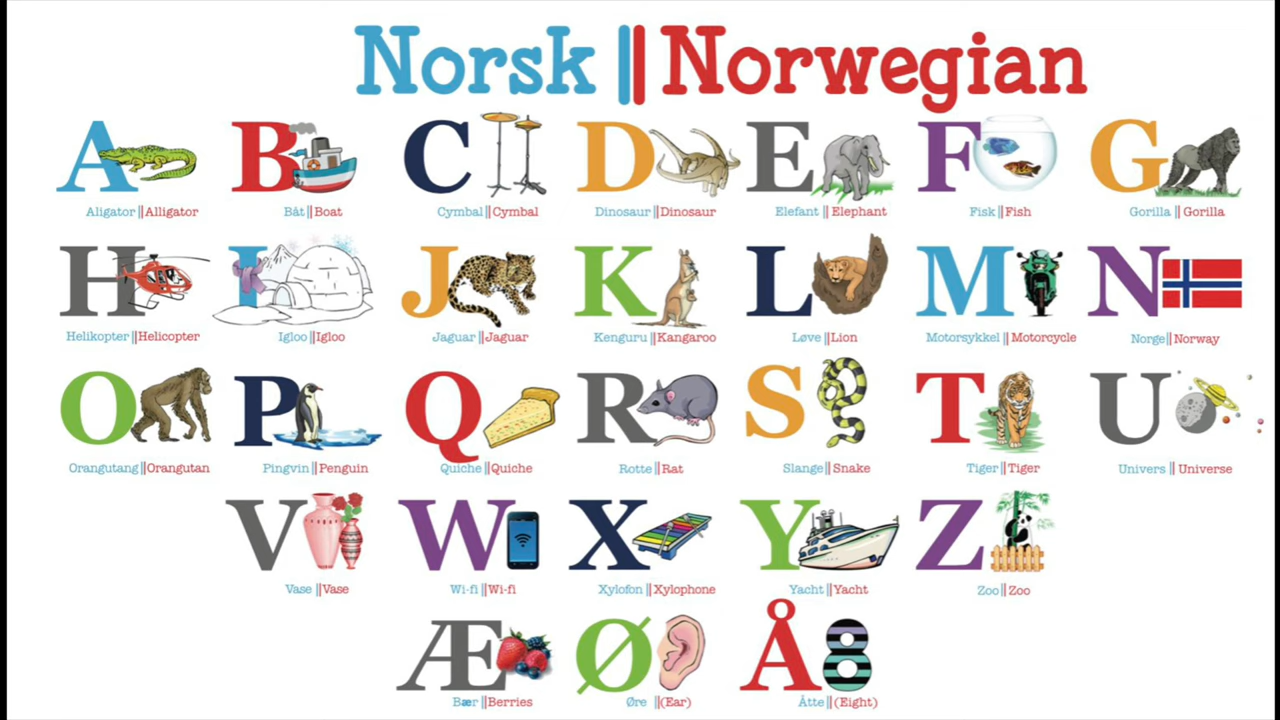 Norsk || Norwegian
A B C D E F G
Aligator || Alligator Båt || Boat Cymbal || Cymbal Dinosaur || Dinosaur Elefant || Elephant Fisk || Fish Gorilla || Gorilla
H I J K L M N
Helikopter || Helicopter Igloo || Igloo Jaguar || Jaguar Kenguru || Kangaroo Løve || Lion Motorsykkel || Motorcycle Norge || Norway
O P Q R S T U
Orangutang || Orangutan Pingvin || Penguin Quiche || Quiche Rotte || Rat Slange || Snake Tiger || Tiger Univers || Universe
V W X Y Z
Vase || Vase Wi-fi || Wi-fi Xylofon || Xylophone Yacht || Yacht Zoo || Zoo
Æ Ø Å 8
Bær || Berries Øre || (Ear) Åtte || (Eight)